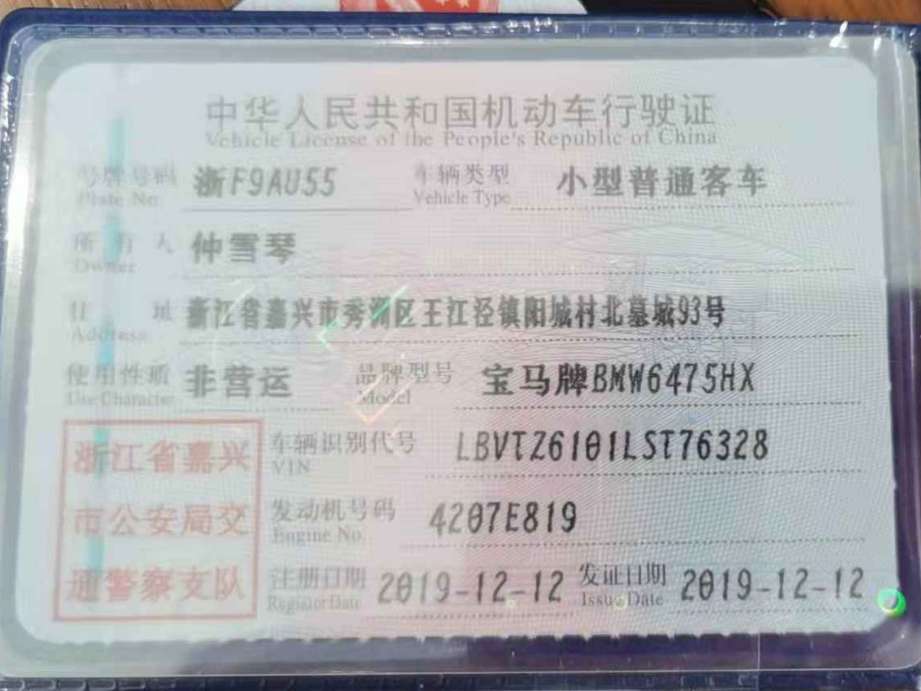 中华人民共和国机动车行驶证
Vehicle License of the People's Republic of China
号牌号码 浙F9AU55 车辆类型 小型普通客车
Plate No. Vehicle Type
所有人 仲雪琴
Owner
住址 浙江省嘉兴市秀洲区王江泾镇阳城村北墓城93号
Address
使用性质 非营运 品牌型号 宝马牌BMW6475HX
Use Character Model
浙江省嘉兴 车辆识别代号 LBVTZ6101LST76328
VIN
市公安局交 发动机号码 4207E819
Engine No.
通警察支队 注册日期 2019-12-12 发证日期 2019-12-12
Register Date Issue Date